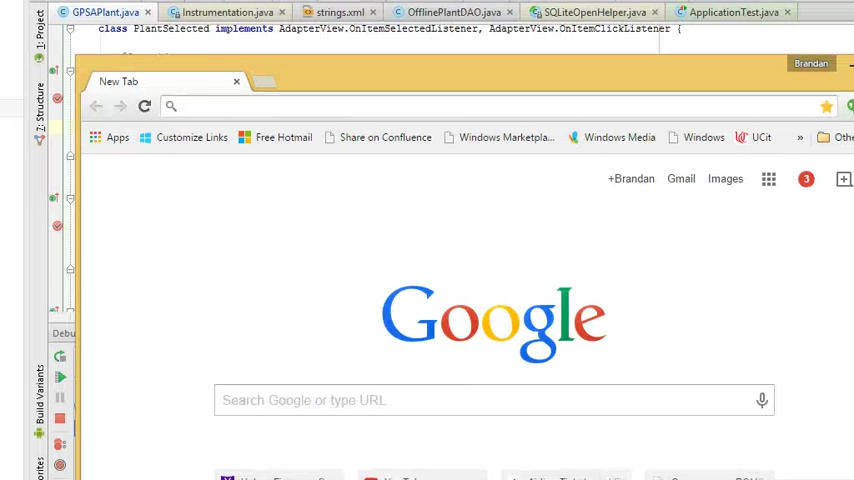 GPSAPlant.java Instrumentation.java strings.xml OfflinePlantDAO.java SQLiteOpenHelper.java ApplicationTest.java
class PlantSelected implements AdapterView.OnItemSelectedListener, AdapterView.OnItemClickListener {
1: Project
Z: Structure
Brandan
New Tab
Apps Customize Links Free Hotmail Share on Confluence Windows Marketpla... Windows Media Windows UCit » Othe
+Brandan Gmail Images 3
Google
Search Google or type URL
Debu
Build Variants
orites